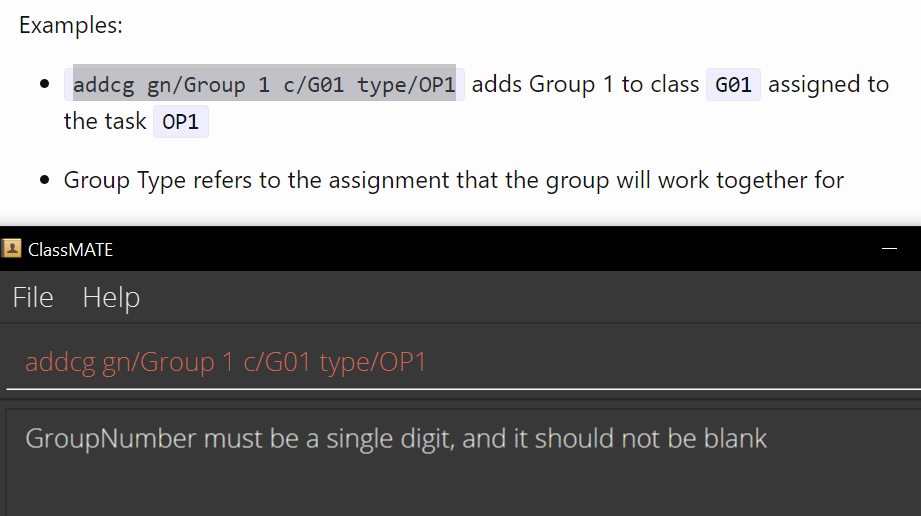 Examples:
addcg gn/Group 1 c/G01 type/OP1 adds Group 1 to class G01 assigned to
the task OP1
Group Type refers to the assignment that the group will work together for
ClassMATE
File Help
addcg gn/Group 1 c/G01 type/OP1
GroupNumber must be a single digit, and it should not be blank